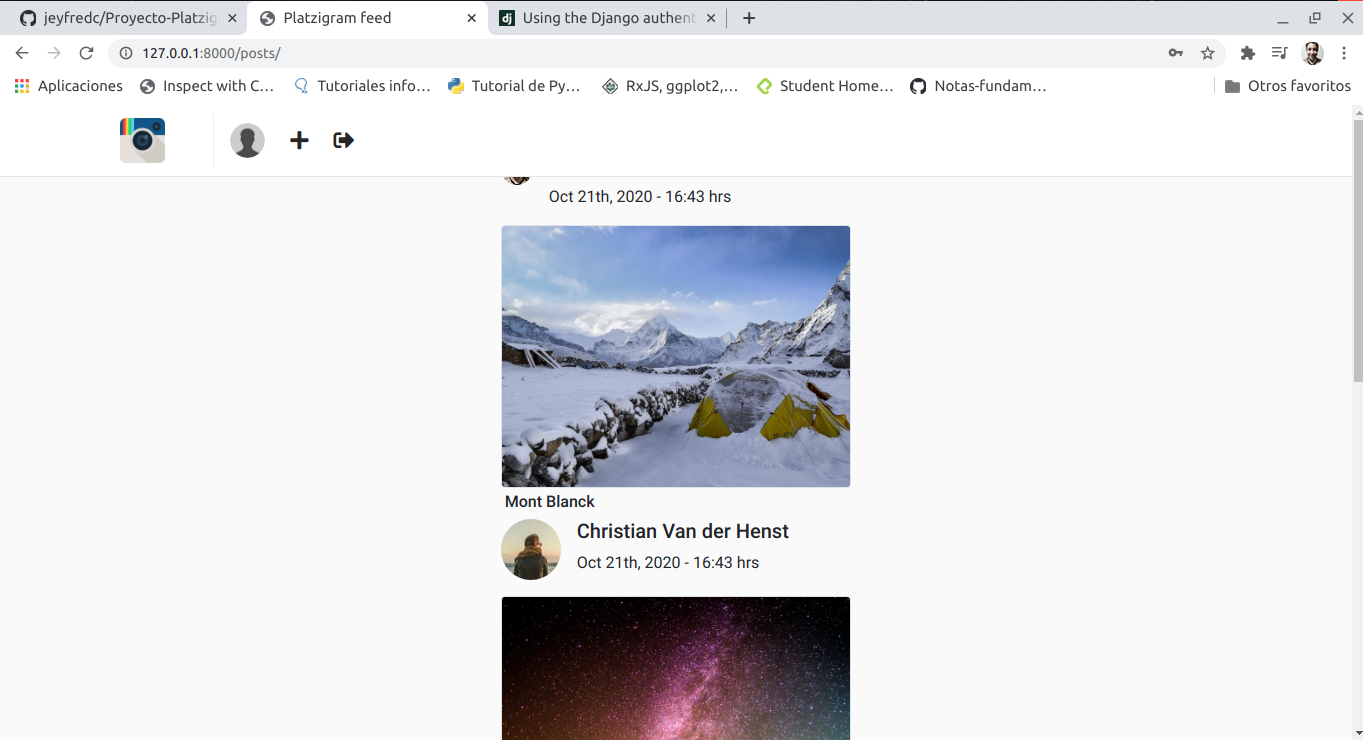 jeyfredc/Proyecto-Platzig
Platzigram feed
Using the Django authent
127.0.0.1:8000/posts/
Aplicaciones
Inspect with C...
Tutoriales info...
Tutorial de Py...
RxJS, ggplot2,...
Student Home...
Notas-fundam...
Otros favoritos
Oct 21th, 2020 - 16:43 hrs
Mont Blanck
Christian Van der Henst
Oct 21th, 2020 - 16:43 hrs